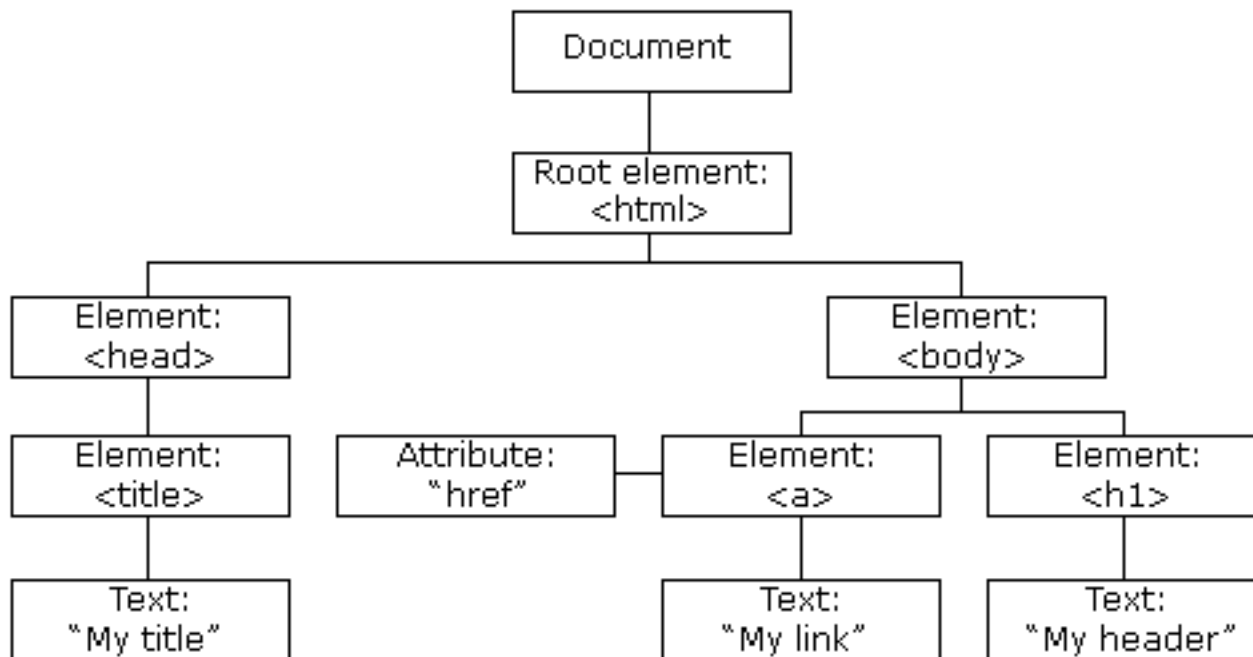 Document
Root element:
<html>
Element:
<head>
Element:
<body>
Element:
<title>
Attribute:
“href”
Element:
<a>
Element:
<h1>
Text:
“My title”
Text:
“My link”
Text:
“My header”